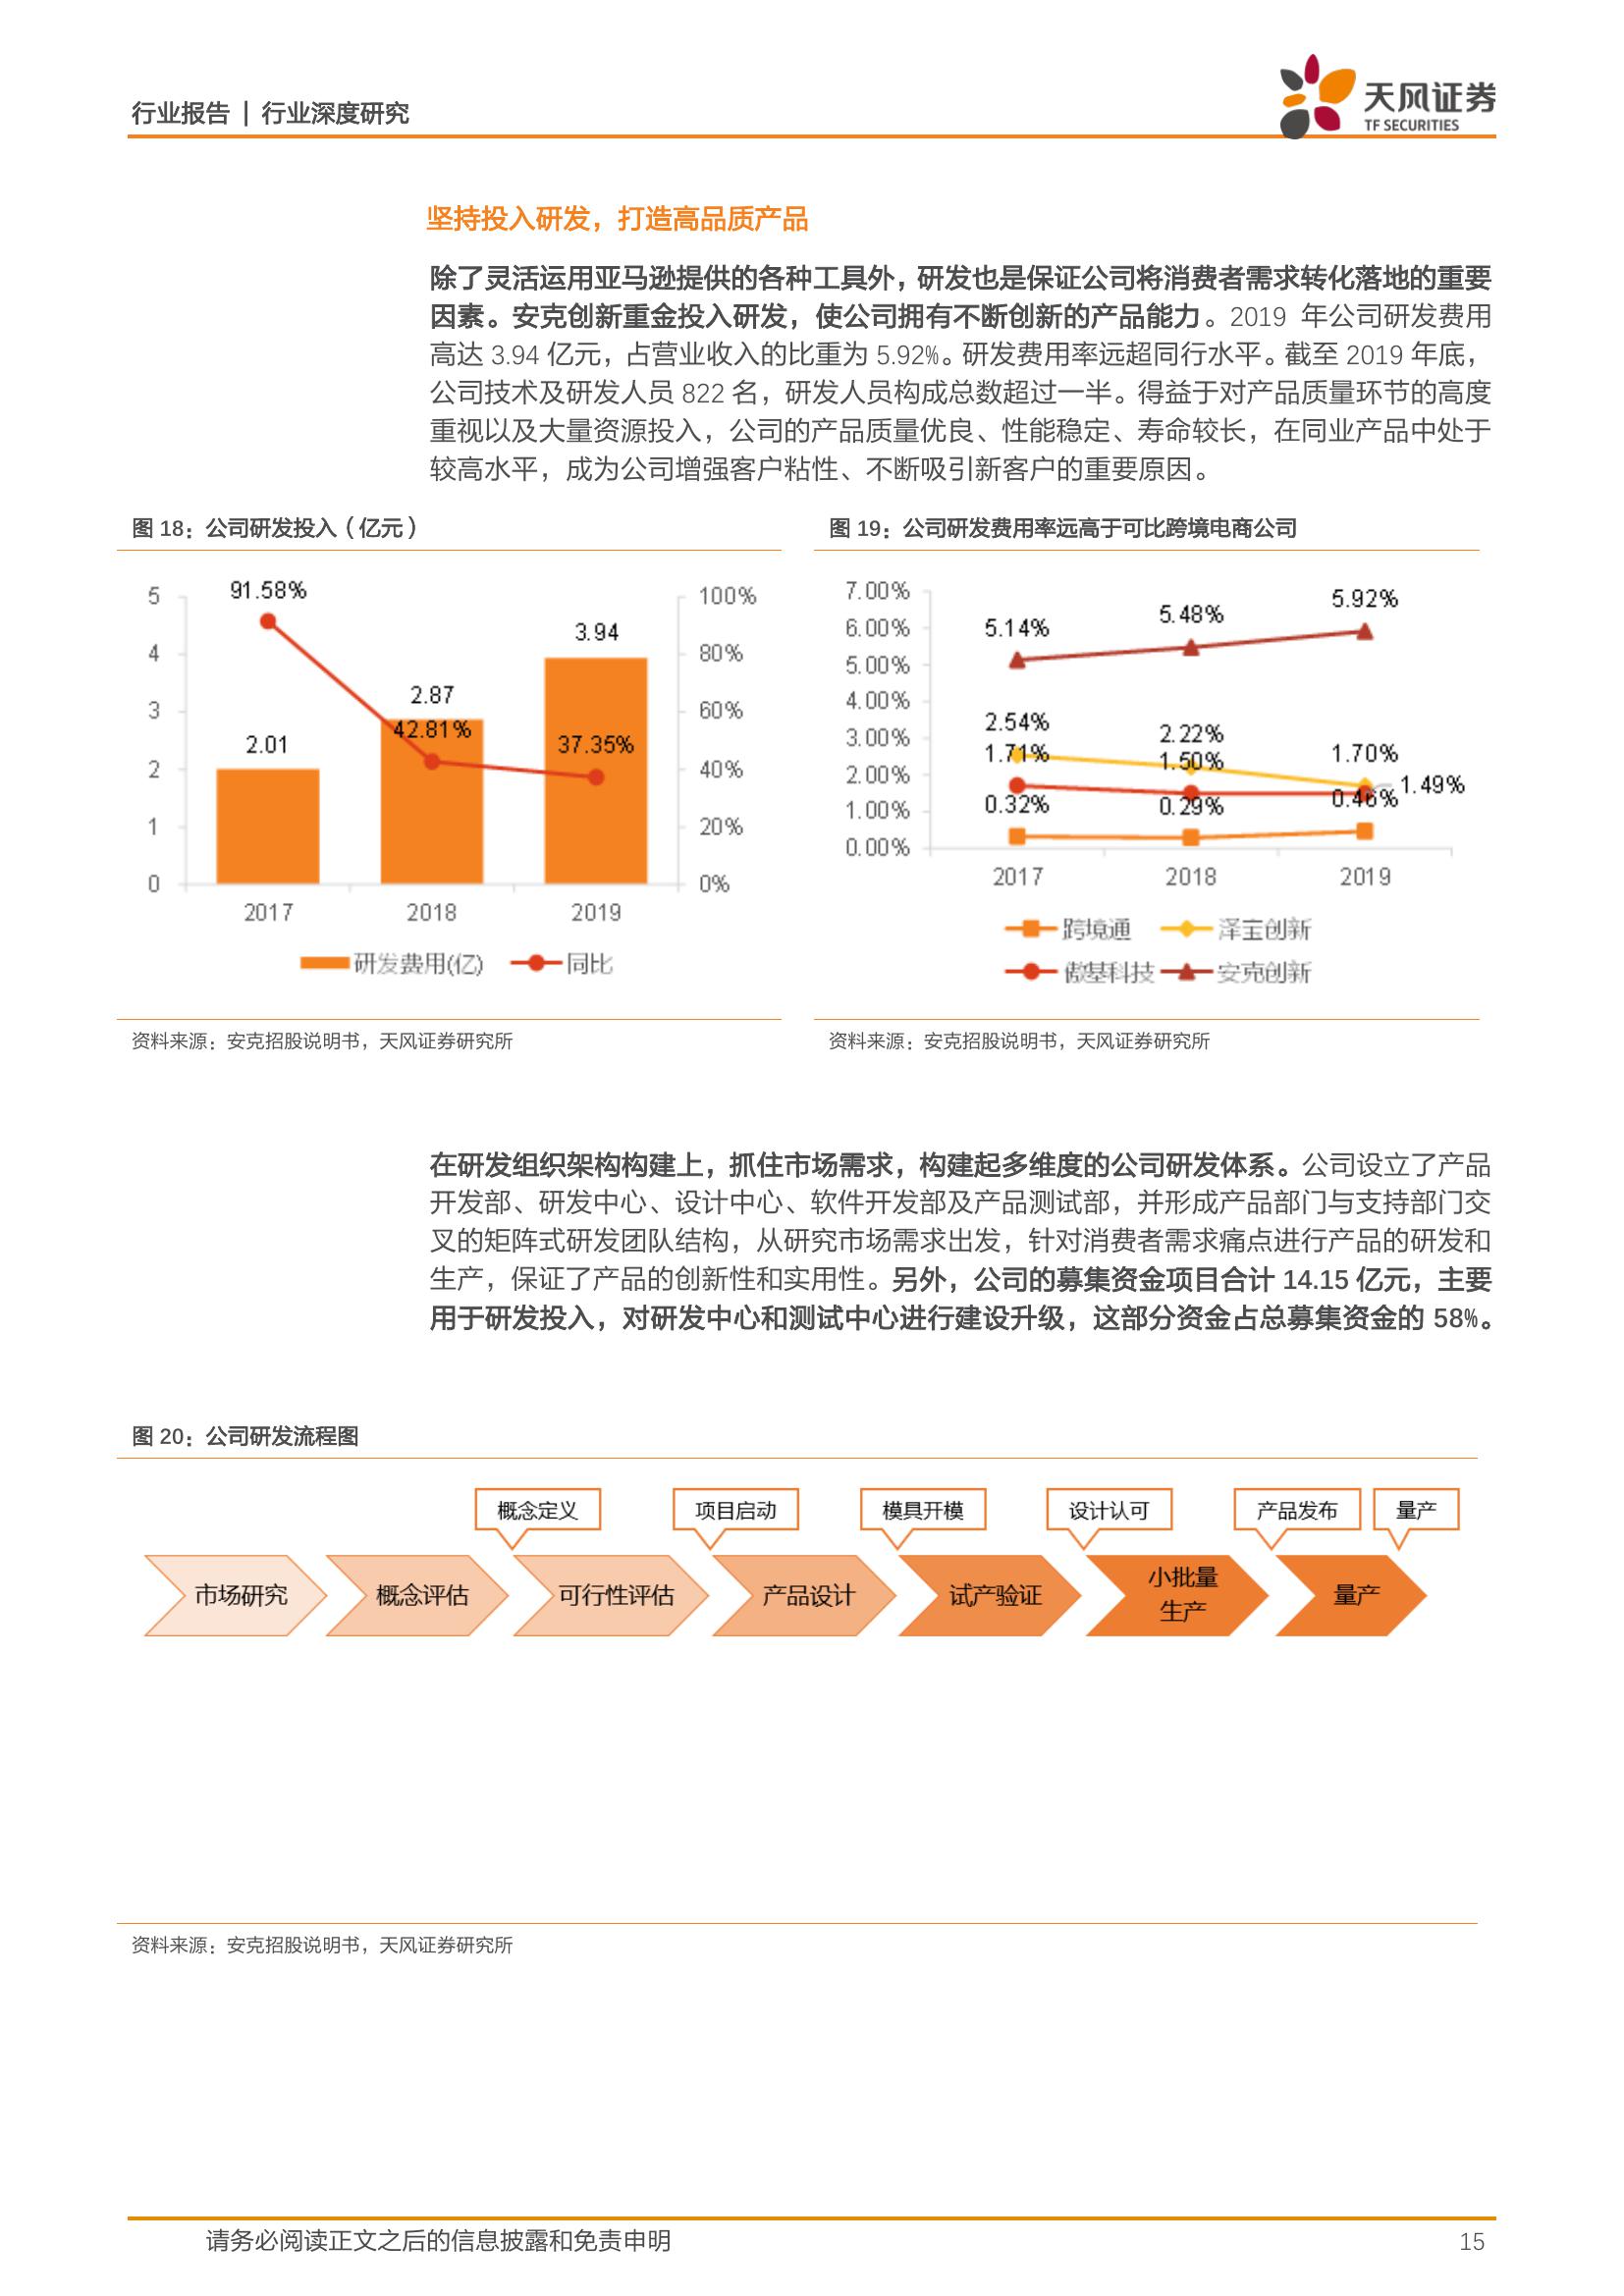 行业报告 | 行业深度研究
天风证券
TF SECURITIES
坚持投入研发，打造高品质产品
除了灵活运用亚马逊提供的各种工具外，研发也是保证公司将消费者需求转化落地的重要
因素。安克创新重金投入研发，使公司拥有不断创新的产品能力。2019 年公司研发费用
高达 3.94 亿元，占营业收入的比重为 5.92%。研发费用率远超同行水平。截至 2019 年底，
公司技术及研发人员 822 名，研发人员构成总数超过一半。得益于对产品质量环节的高度
重视以及大量资源投入，公司的产品质量优良、性能稳定、寿命较长，在同业产品中处于
较高水平，成为公司增强客户粘性、不断吸引新客户的重要原因。
图 18：公司研发投入（亿元）
5
4
3
2
1
0
91.58%
2.01
2.87
42.81%
3.94
37.35%
100%
80%
60%
40%
20%
0%
2017 2018 2019
研发费用(亿) 同比
资料来源：安克招股说明书，天风证券研究所
图 19：公司研发费用率远高于可比跨境电商公司
7.00%
6.00%
5.00%
4.00%
3.00%
2.00%
1.00%
0.00%
5.14% 5.48% 5.92%
2.54% 2.22% 1.70%
1.71% 1.50% 1.49%
0.32% 0.29% 0.46%
2017 2018 2019
跨境通 泽宝创新
傲基科技 安克创新
资料来源：安克招股说明书，天风证券研究所
在研发组织架构构建上，抓住市场需求，构建起多维度的公司研发体系。公司设立了产品
开发部、研发中心、设计中心、软件开发部及产品测试部，并形成产品部门与支持部门交
叉的矩阵式研发团队结构，从研究市场需求出发，针对消费者需求痛点进行产品的研发和
生产，保证了产品的创新性和实用性。另外，公司的募集资金项目合计 14.15 亿元，主要
用于研发投入，对研发中心和测试中心进行建设升级，这部分资金占总募集资金的 58%。
图 20：公司研发流程图
概念定义 项目启动 模具开模 设计认可 产品发布 量产
市场研究 概念评估 可行性评估 产品设计 试产验证 小批量 量产
生产
资料来源：安克招股说明书，天风证券研究所
请务必阅读正文之后的信息披露和免责申明 15